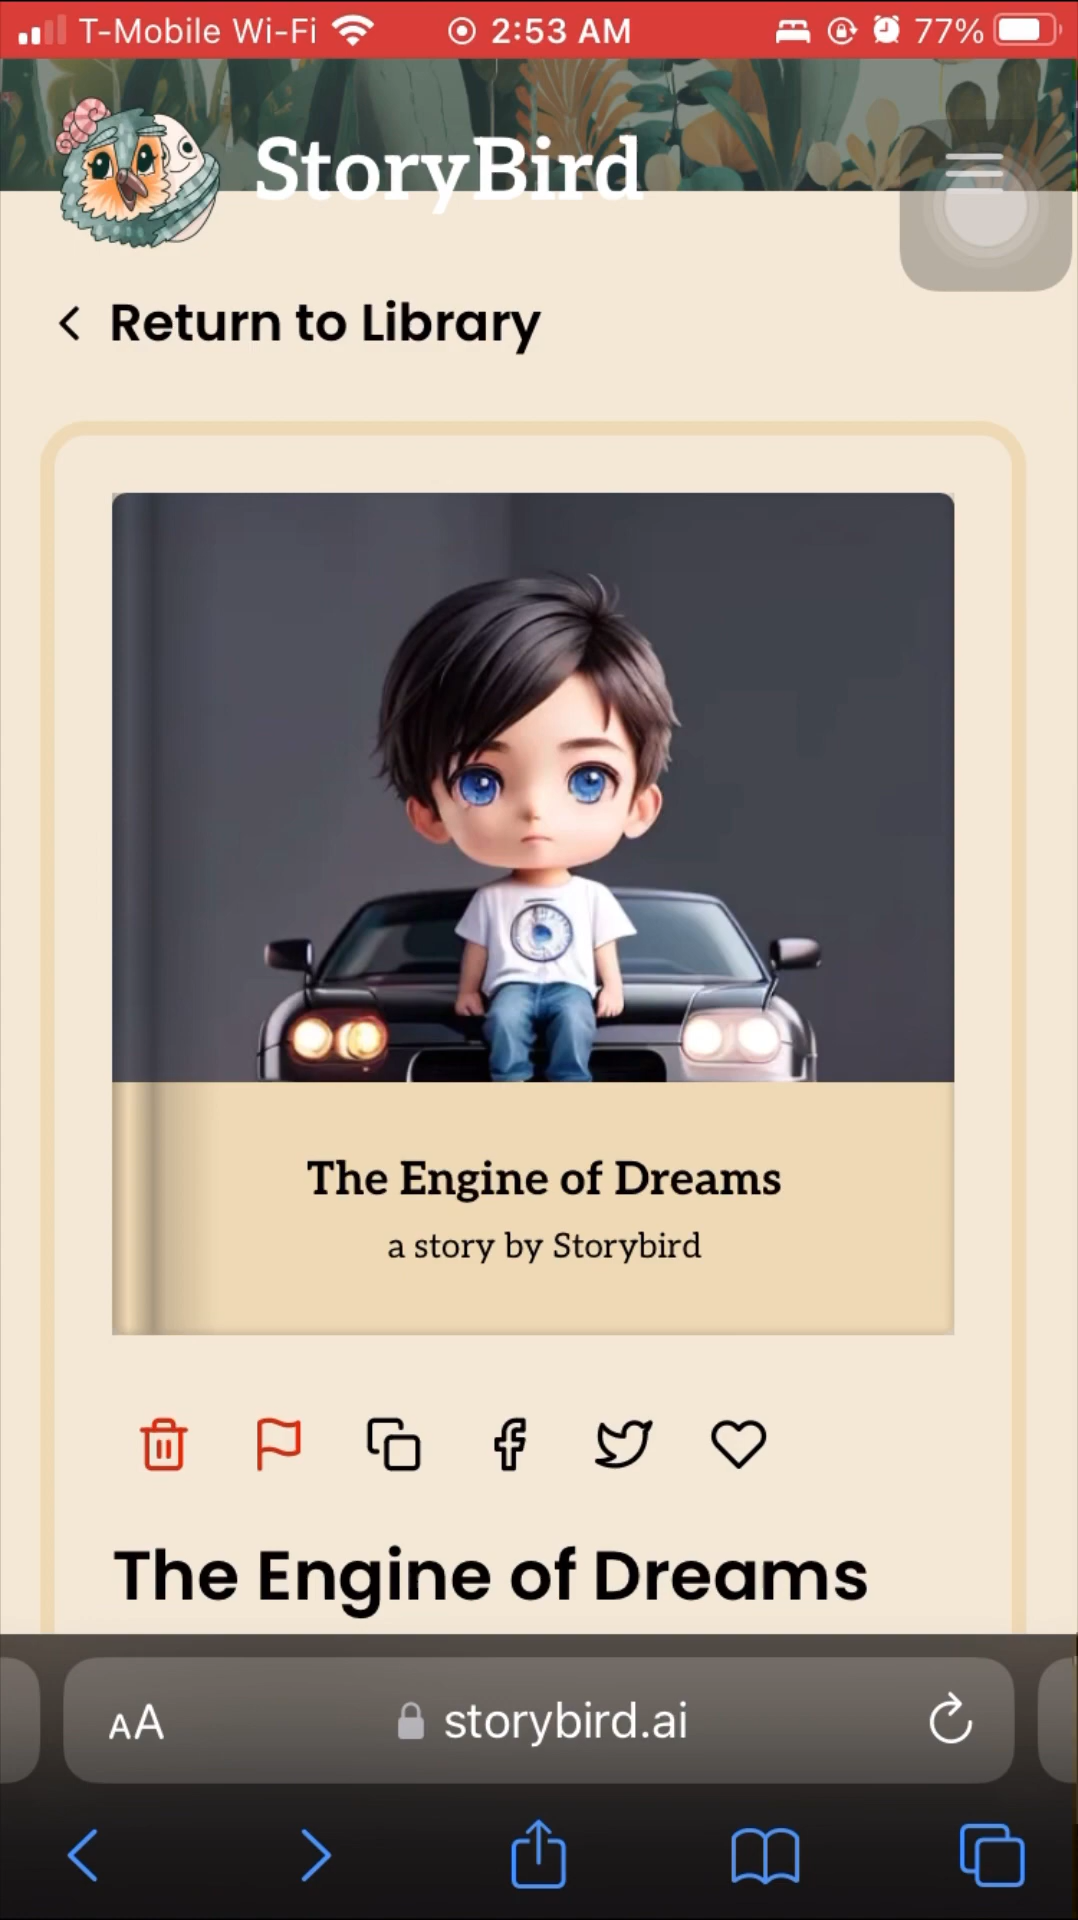 T-Mobile Wi-Fi 2:53 AM 77%
StoryBird
Return to Library
The Engine of Dreams
a story by Storybird
The Engine of Dreams
AA storybird.ai